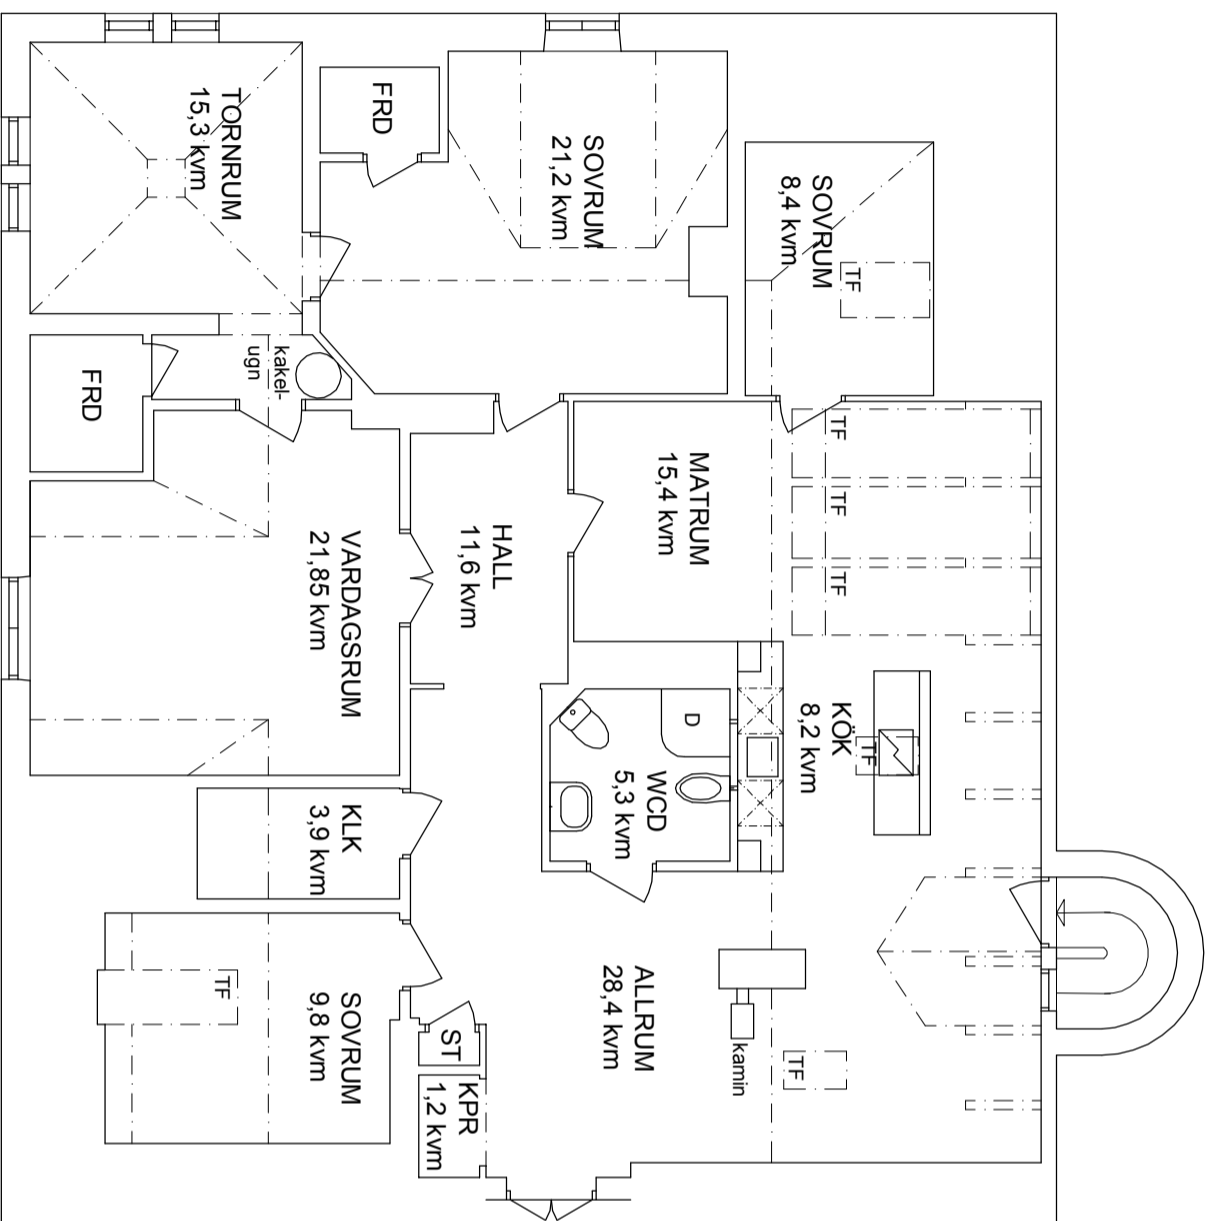 TORNRUM
15,3 kvm
FRD
SOVRUM
21,2 kvm
SOVRUM
8,4 kvm
TF
kakel-
ugn
FRD
TF
TF
TF
MATRUM
15,4 kvm
HALL
11,6 kvm
VARDAGSRUM
21,85 kvm
KÖK
8,2 kvm
TF
D
WCD
5,3 kvm
KLK
3,9 kvm
SOVRUM
9,8 kvm
TF
ALLRUM
28,4 kvm
kamin
TF
ST
KPR
1,2 kvm